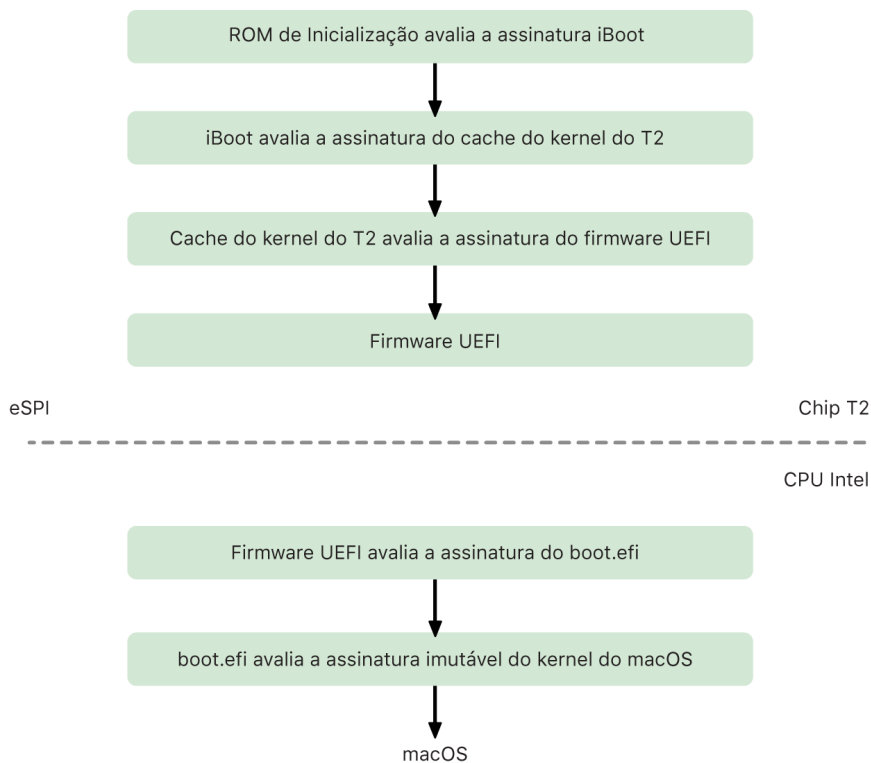 ROM de Inicialização avalia a assinatura iBoot
iBoot avalia a assinatura do cache do kernel do T2
Cache do kernel do T2 avalia a assinatura do firmware UEFI
Firmware UEFI
eSPI
Chip T2
CPU Intel
Firmware UEFI avalia a assinatura do boot.efi
boot.efi avalia a assinatura imutável do kernel do macOS
macOS